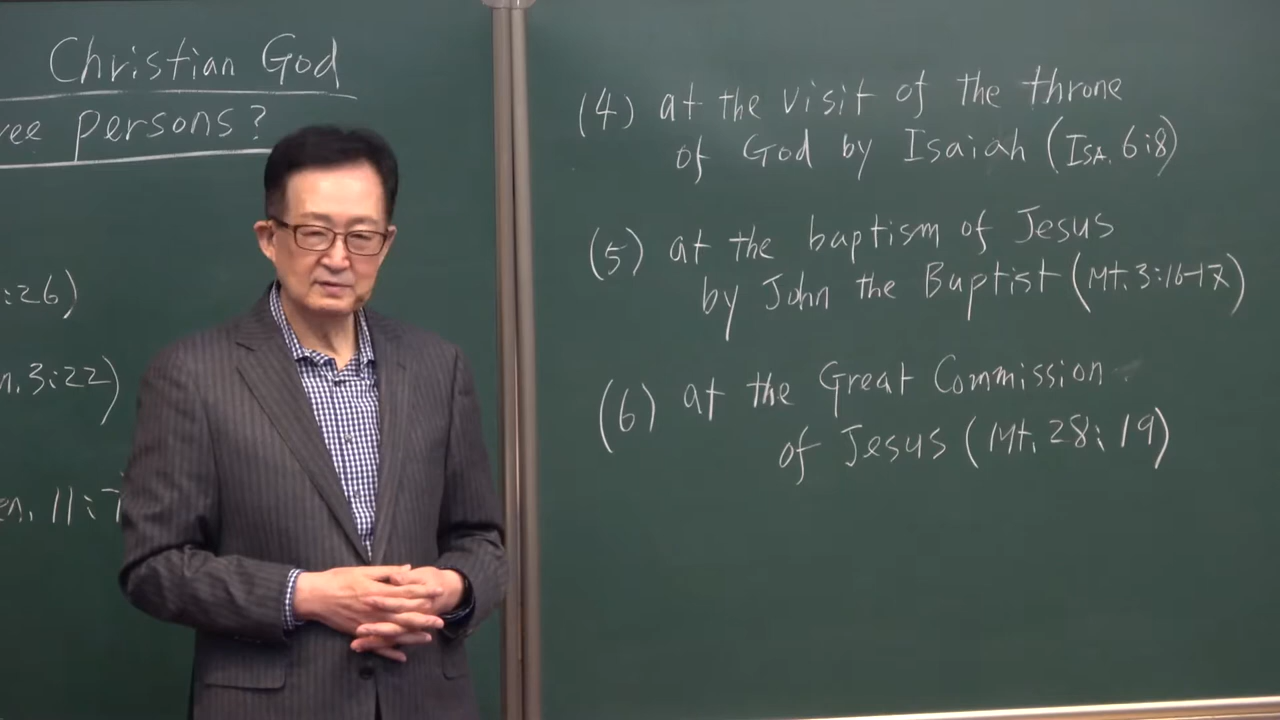 Christian God
ree persons?
:26)
n. 3:22)
en. 11:7
(4) at the visit of the throne
of God by Isaiah (Isa. 6:8)
(5) at the baptism of Jesus
by John the Baptist (Mt. 3:16-17)
(6) at the Great Commission
of Jesus (Mt. 28:19)